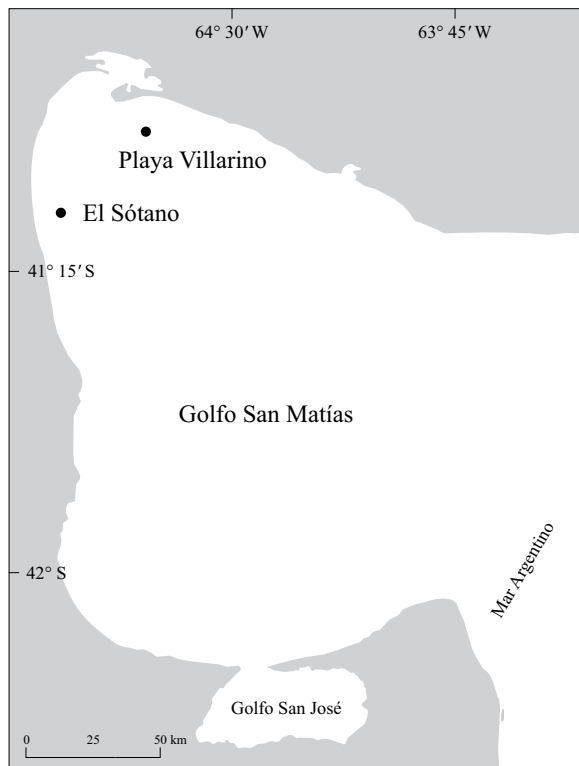 64° 30′ W
63° 45′ W
Playa Villarino
El Sótano
41° 15′ S
Golfo San Matías
42° S
Mar Argentino
Golfo San José
0 25 50 km